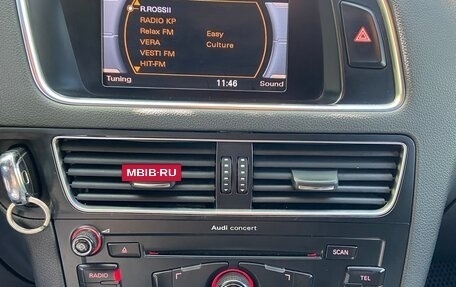 R.ROSSII
RADIO KP
Relax FM
Easy
VERA
Culture
VESTI FM
HIT-FM
Tuning
11:46
Sound
MBIB-RU
Audi concert
SCAN
RADIO
TEL